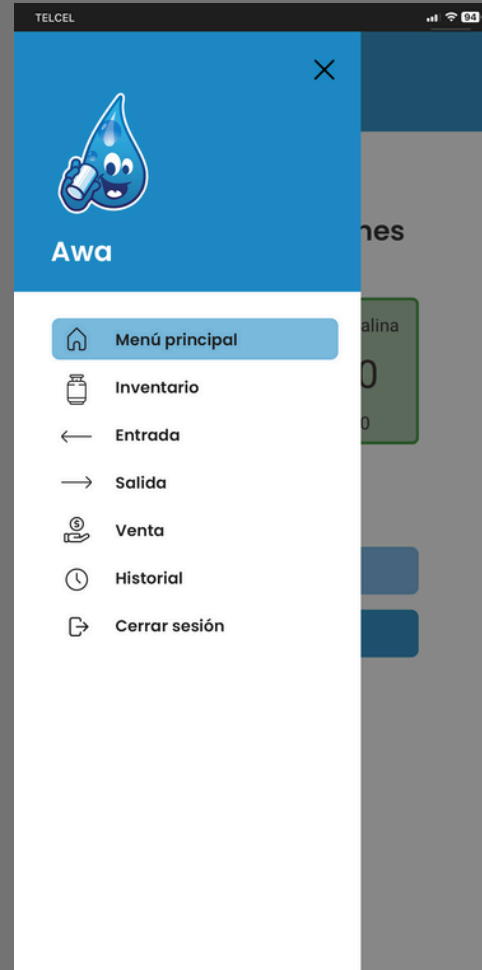 TELCEL
94
Awa
nes
Menú principal
alina
0
Inventario
0
Entrada
Salida
Venta
Historial
Cerrar sesión